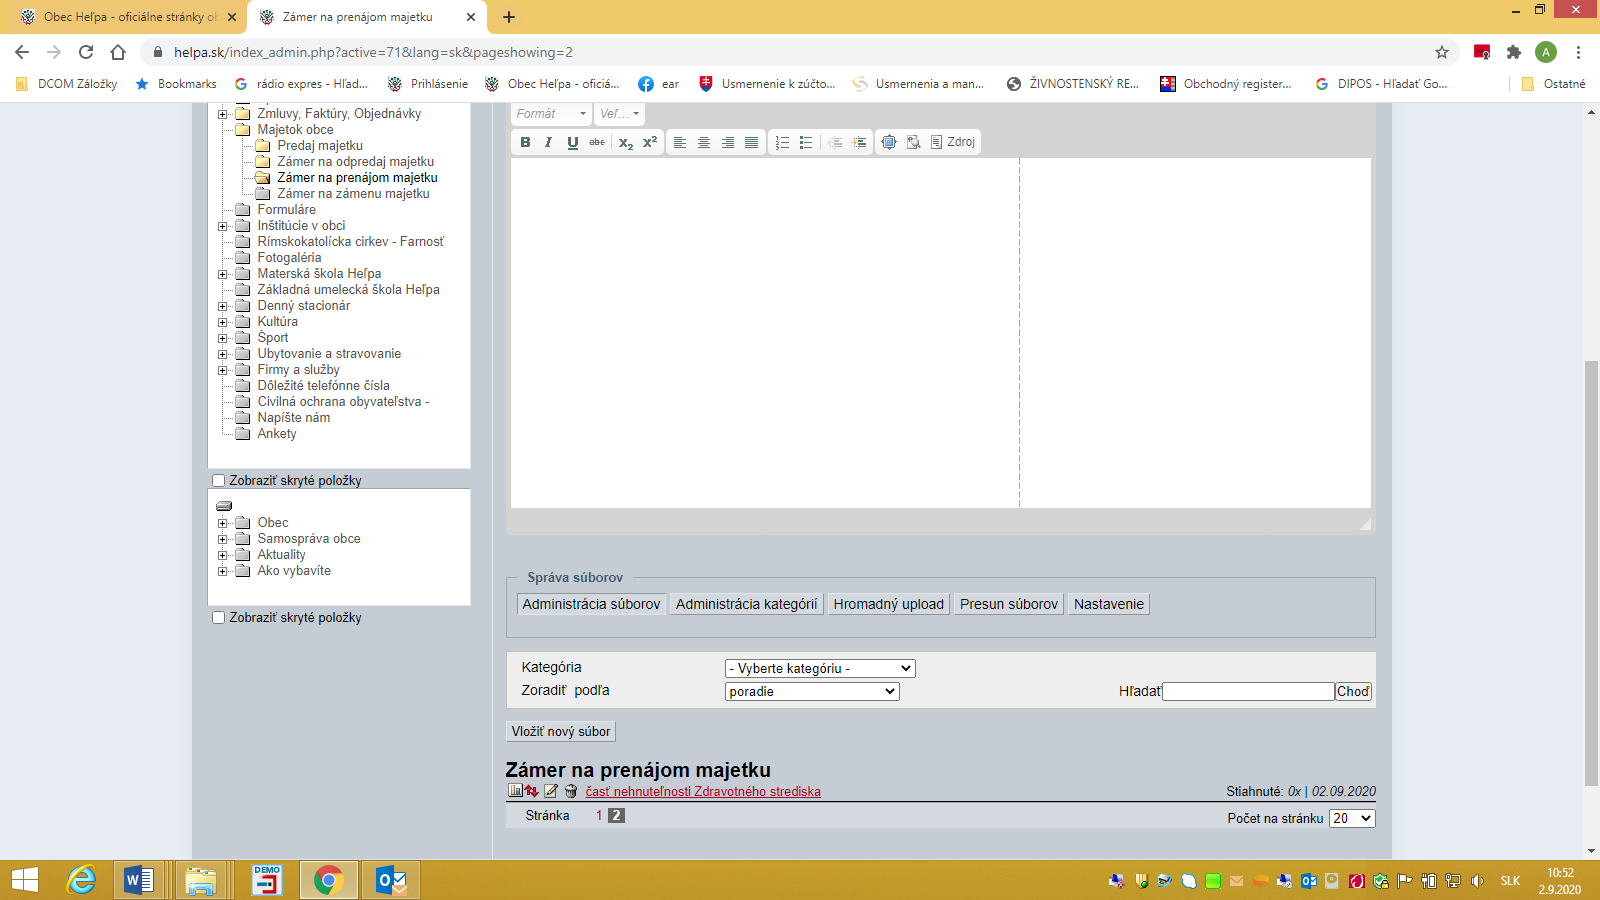 Obec Heľpa - oficiálne stránky ob
Zámer na prenájom majetku
helpa.sk/index_admin.php?active=71&lang=sk&pageshowing=2
A
DCOM Záložky
Bookmarks
rádio expres - Hľad...
Prihlásenie
Obec Heľpa - oficiá...
ear
Usmernenie k zúčto...
Usmernenia a man...
ŽIVNOSTENSKÝ RE...
Obchodný register...
DIPOS - Hľadať Go...
Ostatné
Zmluvy, Faktúry, Objednávky
Majetok obce
Predaj majetku
Zámer na odpredaj majetku
Zámer na prenájom majetku
Zámer na zámenu majetku
Formuláre
Inštitúcie v obci
Rímskokatolícka cirkev - Farnosť
Fotogaléria
Materská škola Heľpa
Základná umelecká škola Heľpa
Denný stacionár
Kultúra
Šport
Ubytovanie a stravovanie
Firmy a služby
Dôležité telefónne čísla
Civilná ochrana obyvateľstva -
Napíšte nám
Ankety
Zobraziť skryté položky
Obec
Samospráva obce
Aktuality
Ako vybavíte
Zobraziť skryté položky
Formát Veľ...
B I U abc x2 x2 Zdroj
Správa súborov
Administrácia súborov Administrácia kategórií Hromadný upload Presun súborov Nastavenie
Kategória - Vyberte kategóriu -
Zoradiť podľa poradie Hľadať Choď
Vložiť nový súbor
Zámer na prenájom majetku
časť nehnuteľnosti Zdravotného strediska Stiahnuté: 0x | 02.09.2020
Stránka 1 2 Počet na stránku 20
DEMO
SLK
10:52
2.9.2020